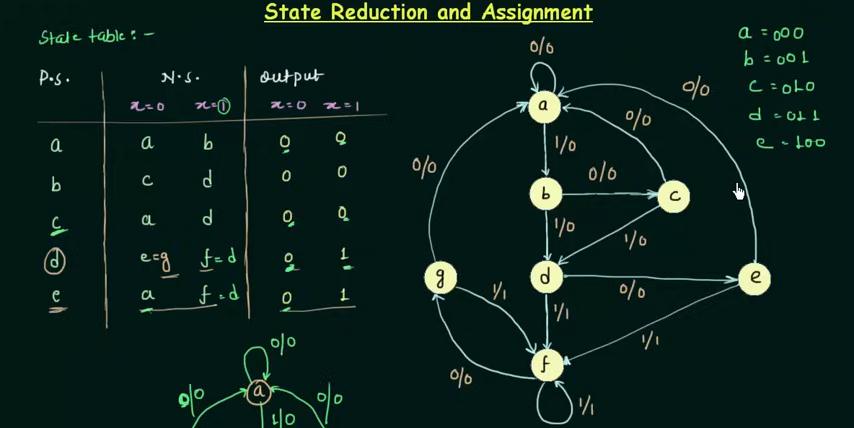 State Reduction and Assignment
State table:-
P.S. N.S. Output
x=0 x=1 x=0 x=1
a a b 0 0
b c d 0 0
c a d 0 0
d e=g f=d 0 1
e a f=d 0 1
a = 000
b = 001
c = 010
d = 011
e = 100
0/0
a
0/0
0/0
1/0
0/0
b
0/0
c
1/0
1/0
g
d
0/0
e
1/1
1/1
1/1
f
0/0
1/1
0/0
a
0/0
1/0
0/0